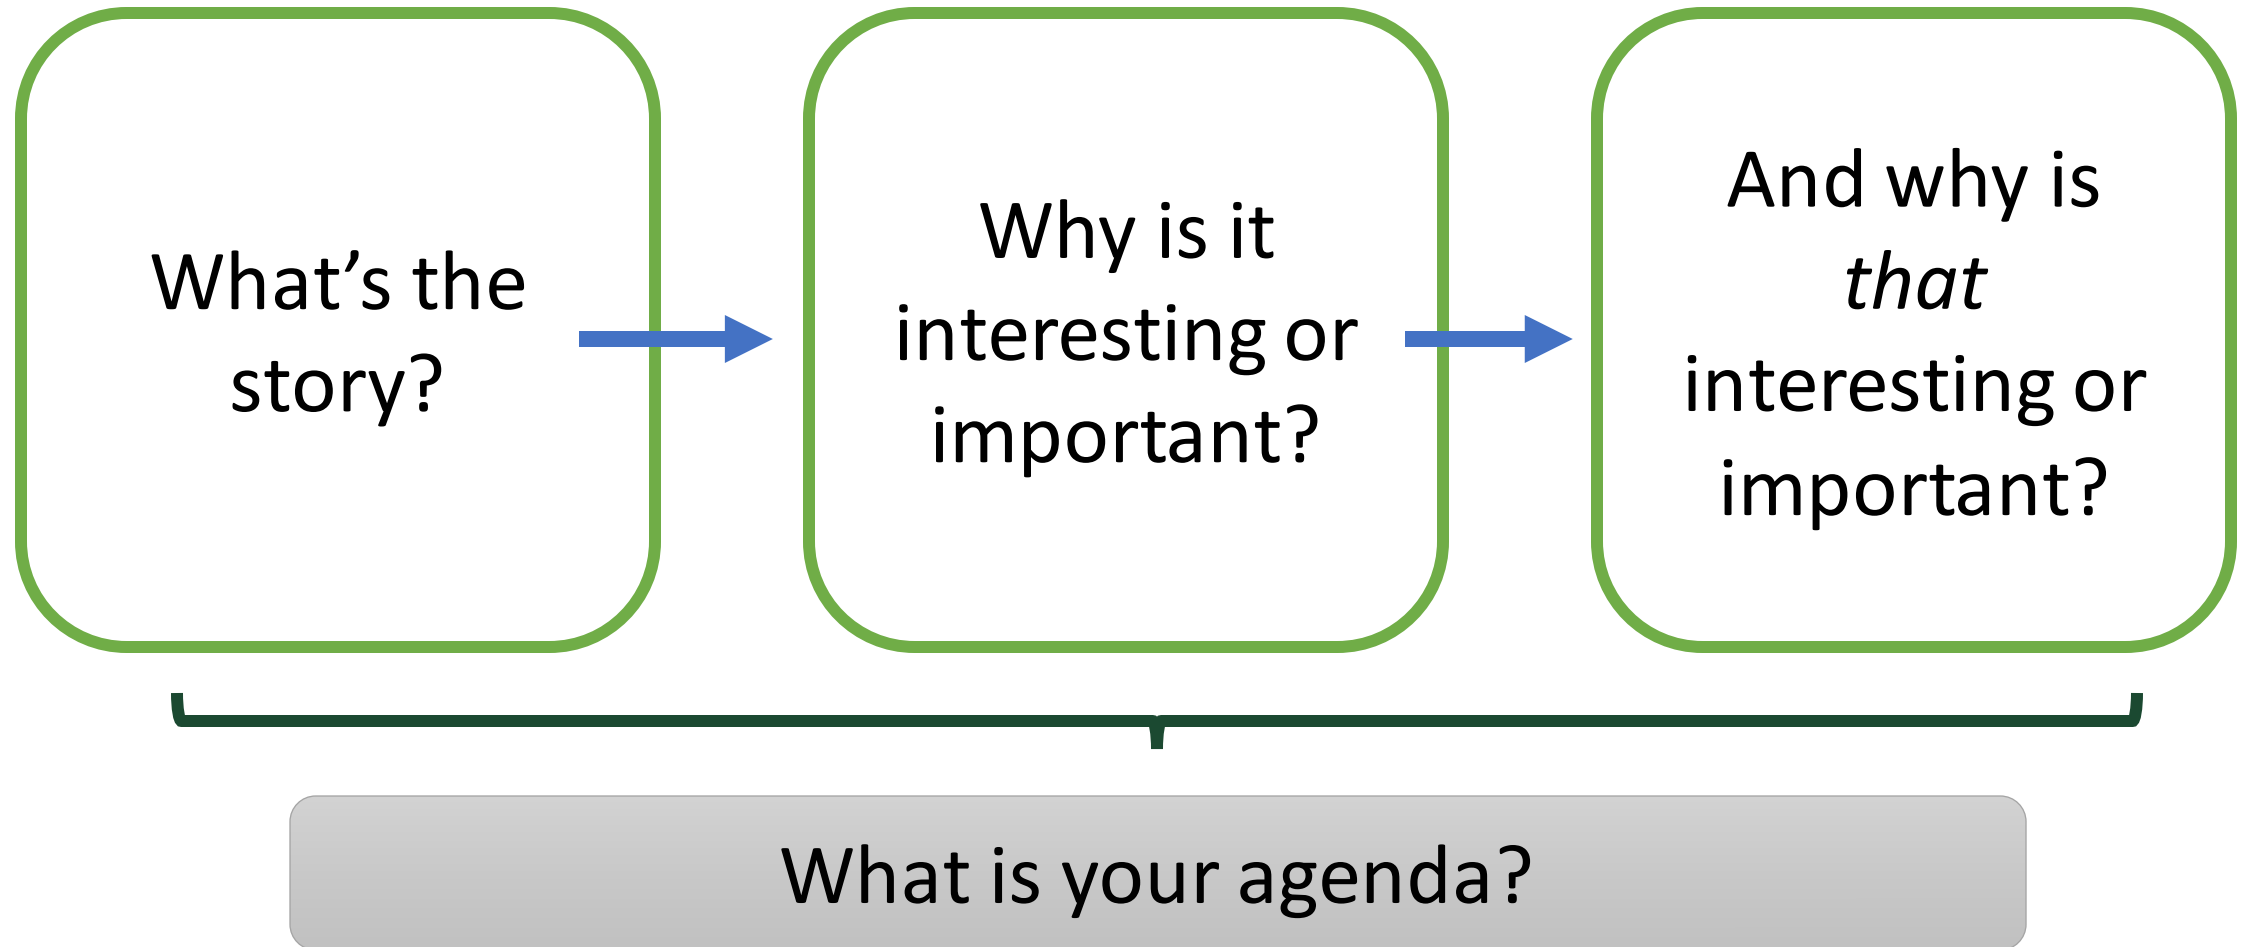 What’s the
story?
Why is it
interesting or
important?
And why is
that
interesting or
important?
What is your agenda?